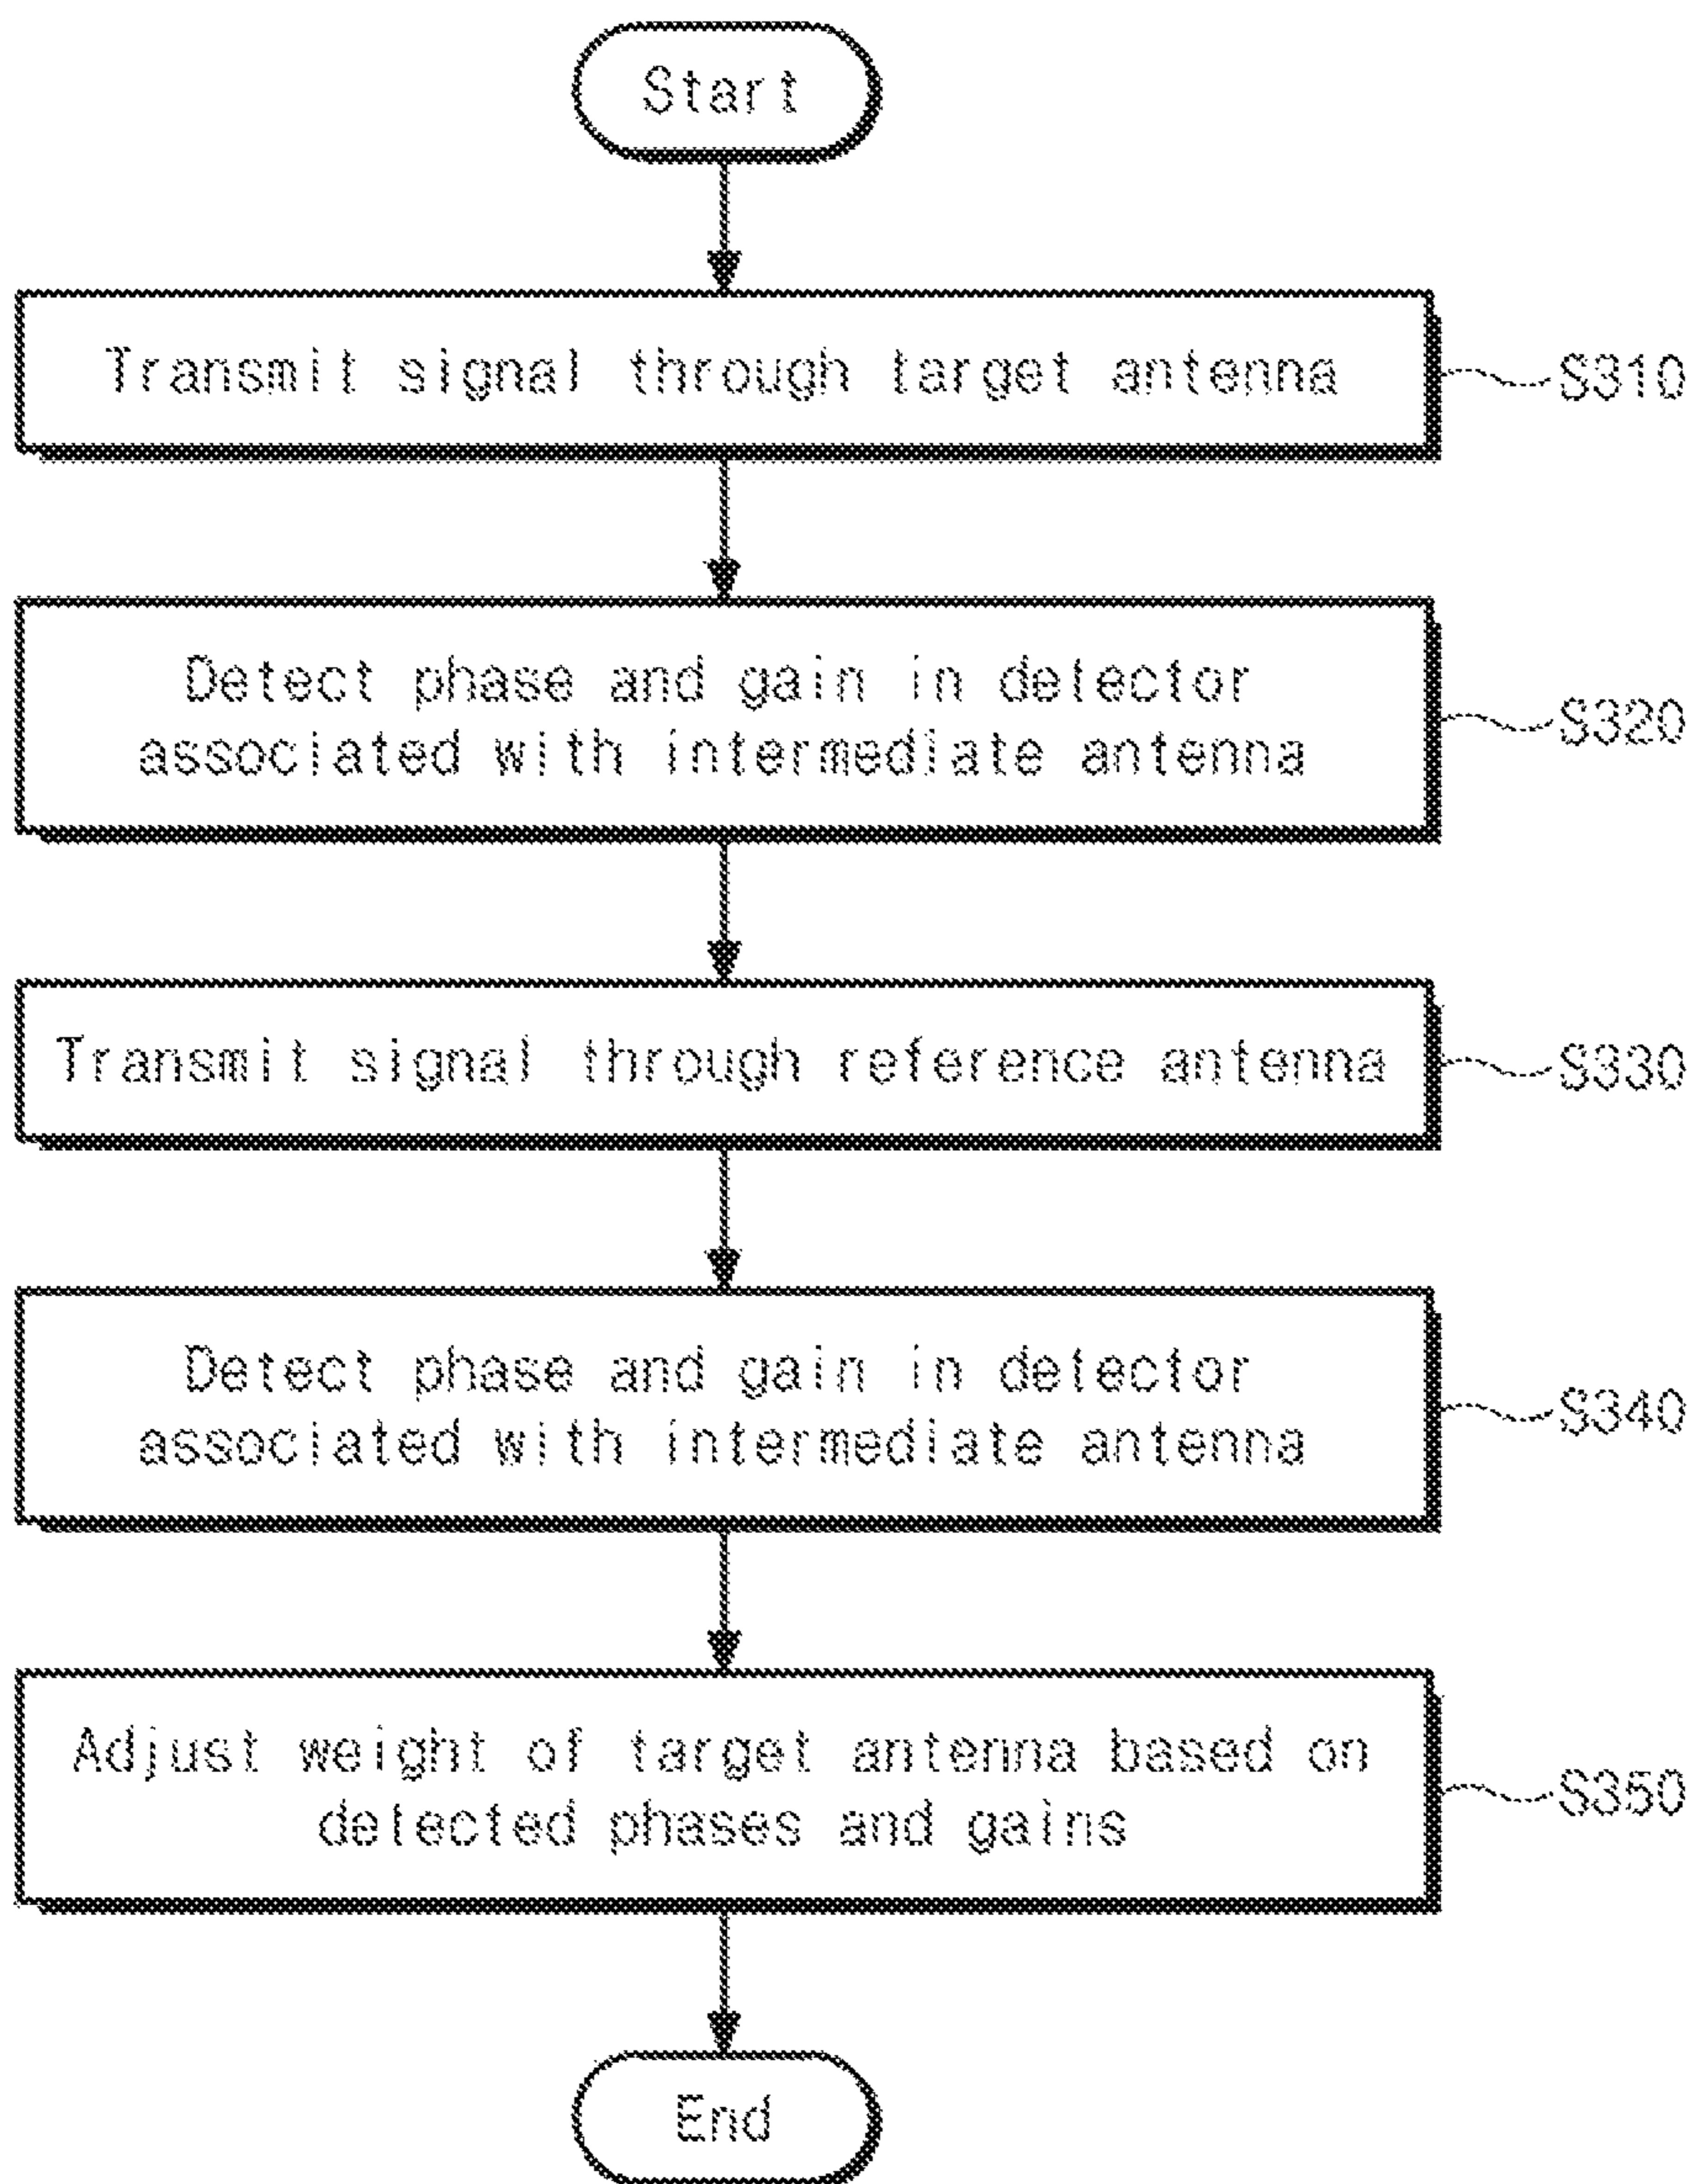 Start
Transmit signal through target antenna
S310
Detect phase and gain in detector
associated with intermediate antenna
S320
Transmit signal through reference antenna
S330
Detect phase and gain in detector
associated with intermediate antenna
S340
Adjust weight of target antenna based on
detected phases and gains
S350
End